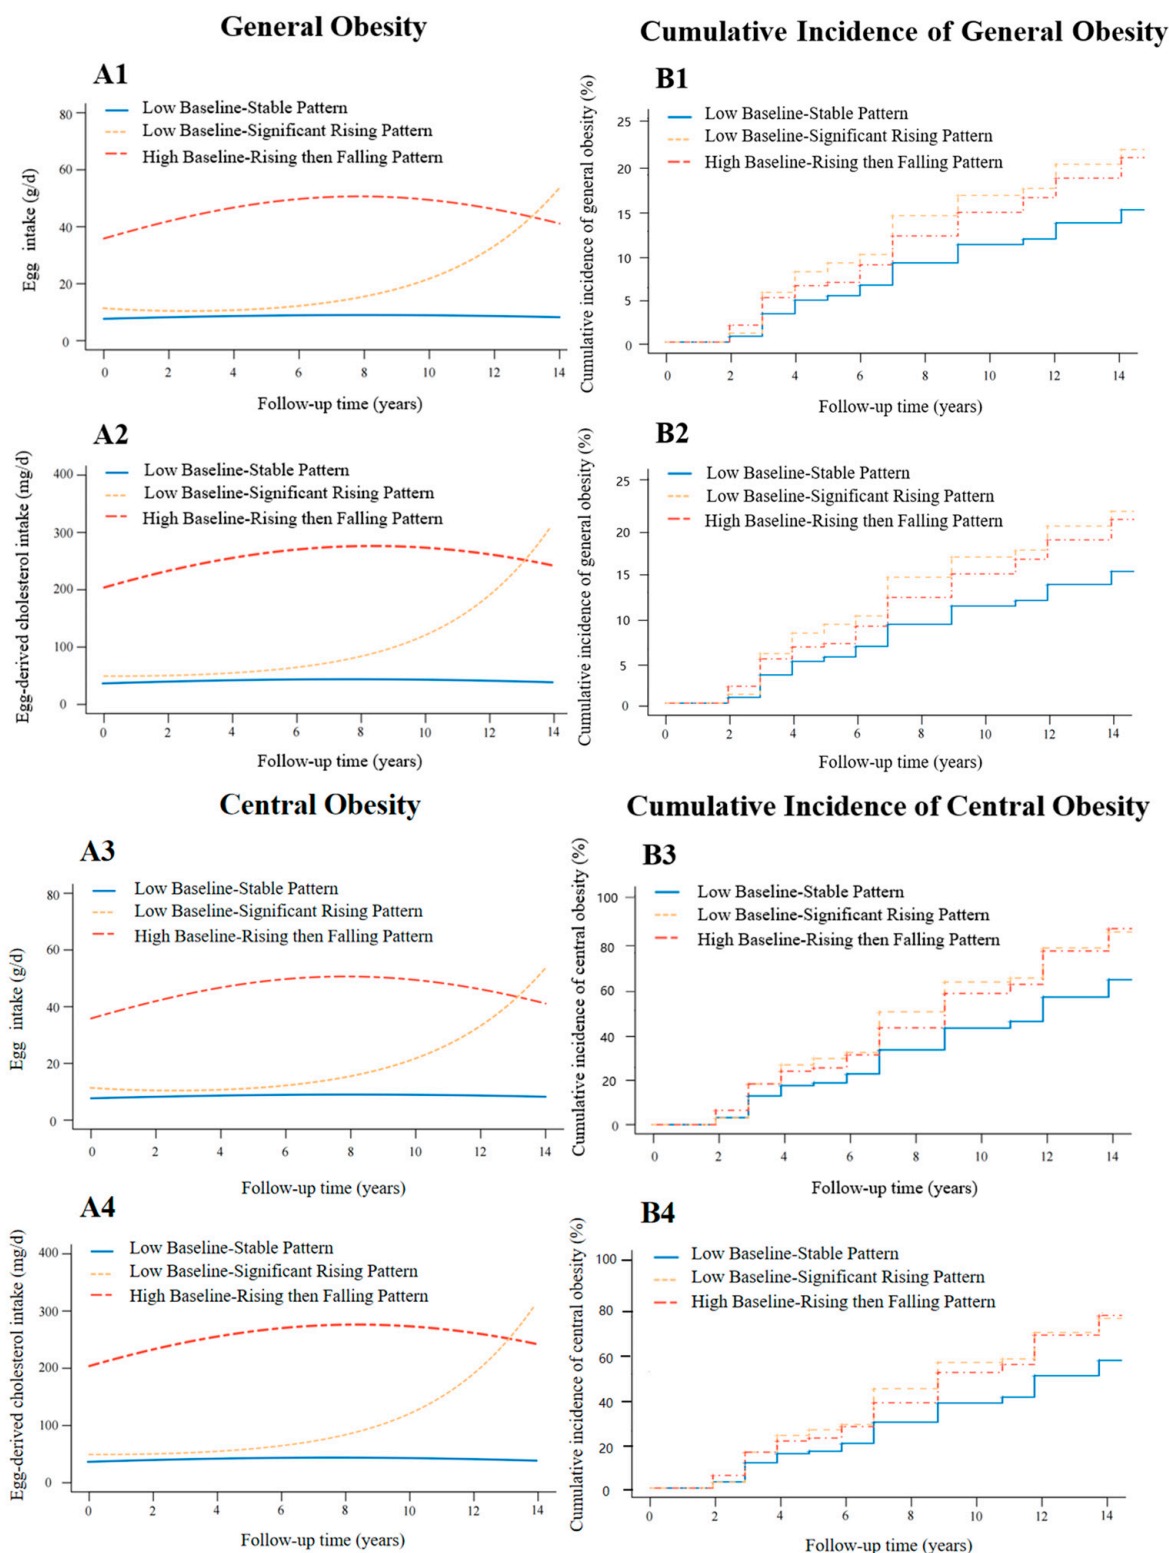 General Obesity
Cumulative Incidence of General Obesity
A1
Low Baseline-Stable Pattern
Low Baseline-Significant Rising Pattern
High Baseline-Rising then Falling Pattern
Egg intake (g/d)
80
60
40
20
0
0 2 4 6 8 10 12 14
Follow-up time (years)
B1
Low Baseline-Stable Pattern
Low Baseline-Significant Rising Pattern
High Baseline-Rising then Falling Pattern
Cumulative incidence of general obesity (%)
25
20
15
10
5
0
0 2 4 6 8 10 12 14
Follow-up time (years)
A2
Low Baseline-Stable Pattern
Low Baseline-Significant Rising Pattern
High Baseline-Rising then Falling Pattern
Egg-derived cholesterol intake (mg/d)
400
300
200
100
0
0 2 4 6 8 10 12 14
Follow-up time (years)
B2
Low Baseline-Stable Pattern
Low Baseline-Significant Rising Pattern
High Baseline-Rising then Falling Pattern
Cumulative incidence of general obesity (%)
25
20
15
10
5
0
0 2 4 6 8 10 12 14
Follow-up time (years)
Central Obesity
Cumulative Incidence of Central Obesity
A3
Low Baseline-Stable Pattern
Low Baseline-Significant Rising Pattern
High Baseline-Rising then Falling Pattern
Egg intake (g/d)
80
60
40
20
0
0 2 4 6 8 10 12 14
Follow-up time (years)
B3
Low Baseline-Stable Pattern
Low Baseline-Significant Rising Pattern
High Baseline-Rising then Falling Pattern
Cumulative incidence of central obesity (%)
100
80
60
40
20
0
0 2 4 6 8 10 12 14
Follow-up time (years)
A4
Low Baseline-Stable Pattern
Low Baseline-Significant Rising Pattern
High Baseline-Rising then Falling Pattern
Egg-derived cholesterol intake (mg/d)
400
300
200
100
0
0 2 4 6 8 10 12 14
Follow-up time (years)
B4
Low Baseline-Stable Pattern
Low Baseline-Significant Rising Pattern
High Baseline-Rising then Falling Pattern
Cumulative incidence of central obesity (%)
100
80
60
40
20
0
0 2 4 6 8 10 12 14
Follow-up time (years)